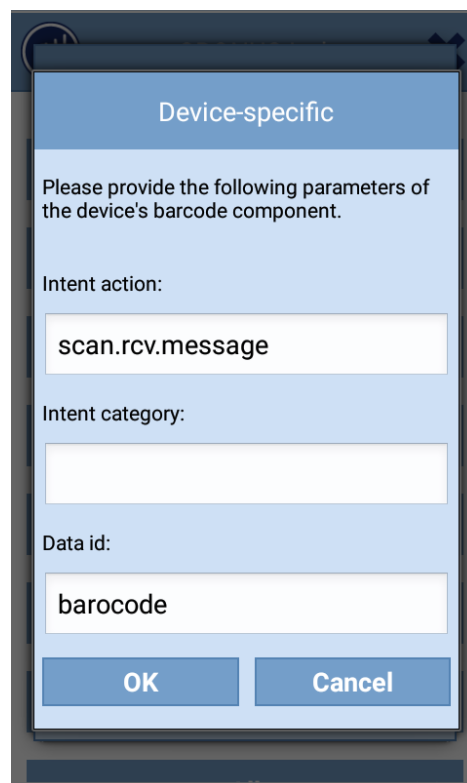 Device-specific
Please provide the following parameters of
the device's barcode component.
Intent action:
scan.rcv.message
Intent category:
Data id:
barocode
OK
Cancel